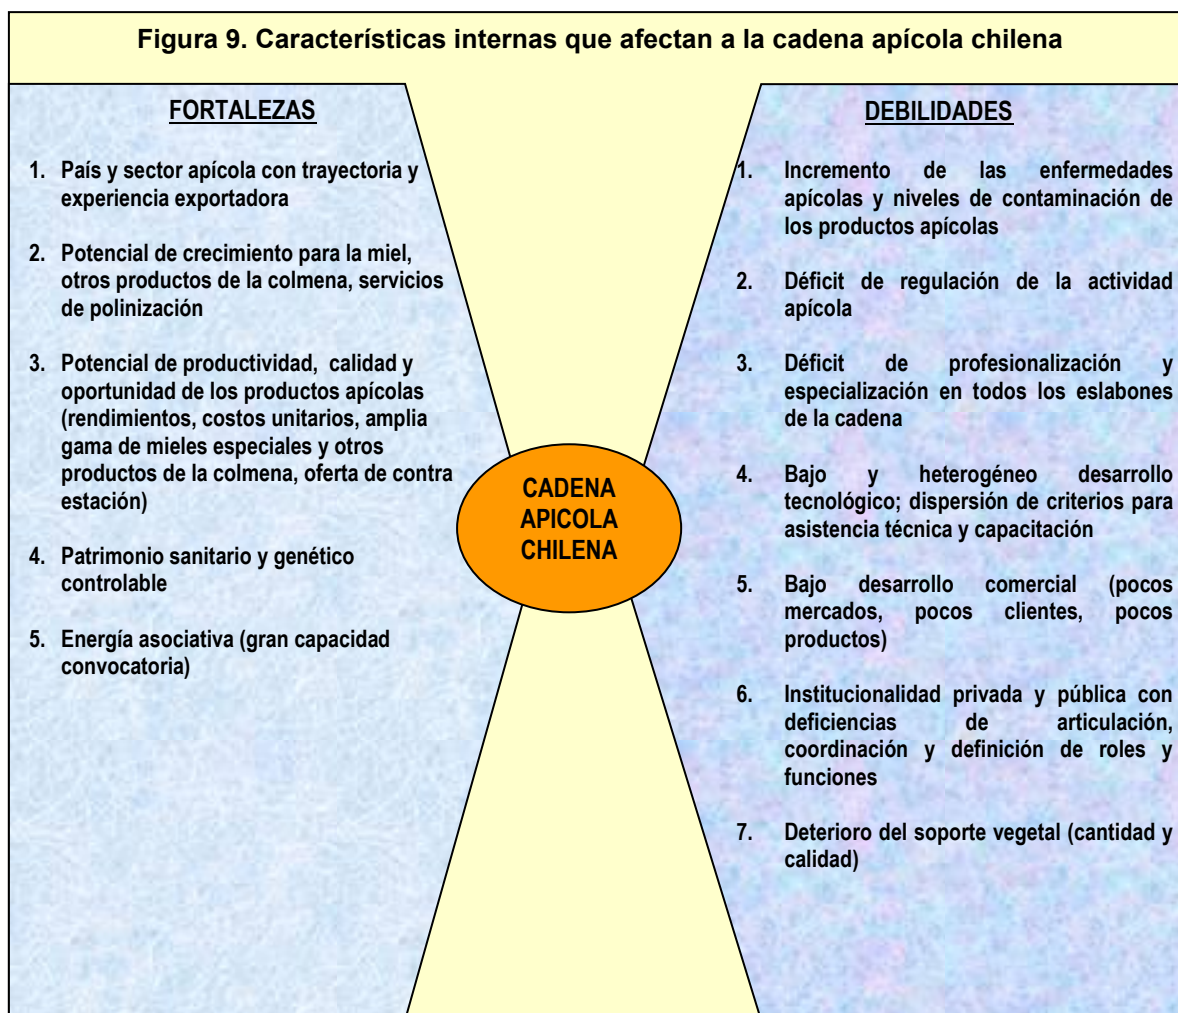 Figura 9. Características internas que afectan a la cadena apícola chilena
FORTALEZAS
1. País y sector apícola con trayectoria y
experiencia exportadora
2. Potencial de crecimiento para la miel,
otros productos de la colmena, servicios
de polinización
3. Potencial de productividad, calidad y
oportunidad de los productos apícolas
(rendimientos, costos unitarios, amplia
gama de mieles especiales y otros
productos de la colmena, oferta de contra
estación)
4. Patrimonio sanitario y genético
controlable
5. Energía asociativa (gran capacidad
convocatoria)
CADENA
APICOLA
CHILENA
DEBILIDADES
1. Incremento de las enfermedades
apícolas y niveles de contaminación de
los productos apícolas
2. Déficit de regulación de la actividad
apícola
3. Déficit de profesionalización y
especialización en todos los eslabones
de la cadena
4. Bajo y heterogéneo desarrollo
tecnológico; dispersión de criterios para
asistencia técnica y capacitación
5. Bajo desarrollo comercial (pocos
mercados, pocos clientes, pocos
productos)
6. Institucionalidad privada y pública con
deficiencias de articulación,
coordinación y definición de roles y
funciones
7. Deterioro del soporte vegetal (cantidad y
calidad)